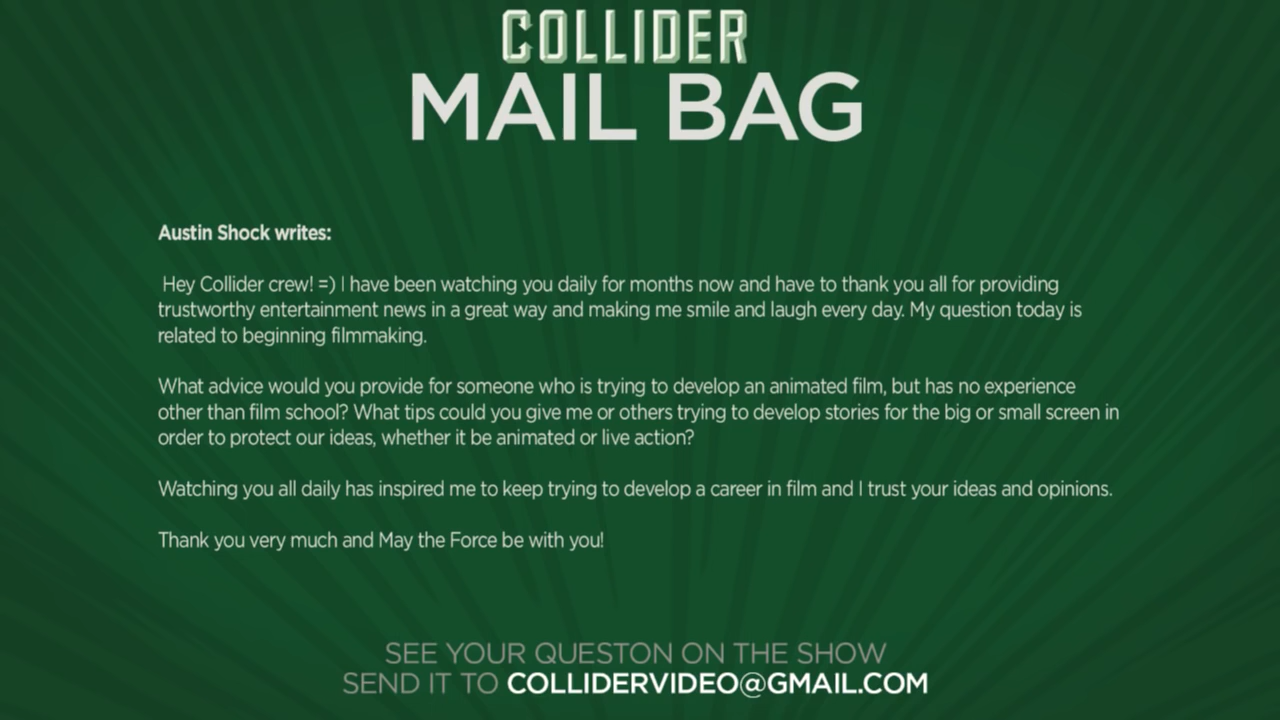 COLLIDER
MAIL BAG
Austin Shock writes:
Hey Collider crew! =) I have been watching you daily for months now and have to thank you all for providing
trustworthy entertainment news in a great way and making me smile and laugh every day. My question today is
related to beginning filmmaking.
What advice would you provide for someone who is trying to develop an animated film, but has no experience
other than film school? What tips could you give me or others trying to develop stories for the big or small screen in
order to protect our ideas, whether it be animated or live action?
Watching you all daily has inspired me to keep trying to develop a career in film and I trust your ideas and opinions.
Thank you very much and May the Force be with you!
SEE YOUR QUESTON ON THE SHOW
SEND IT TO COLLIDERVIDEO@GMAIL.COM